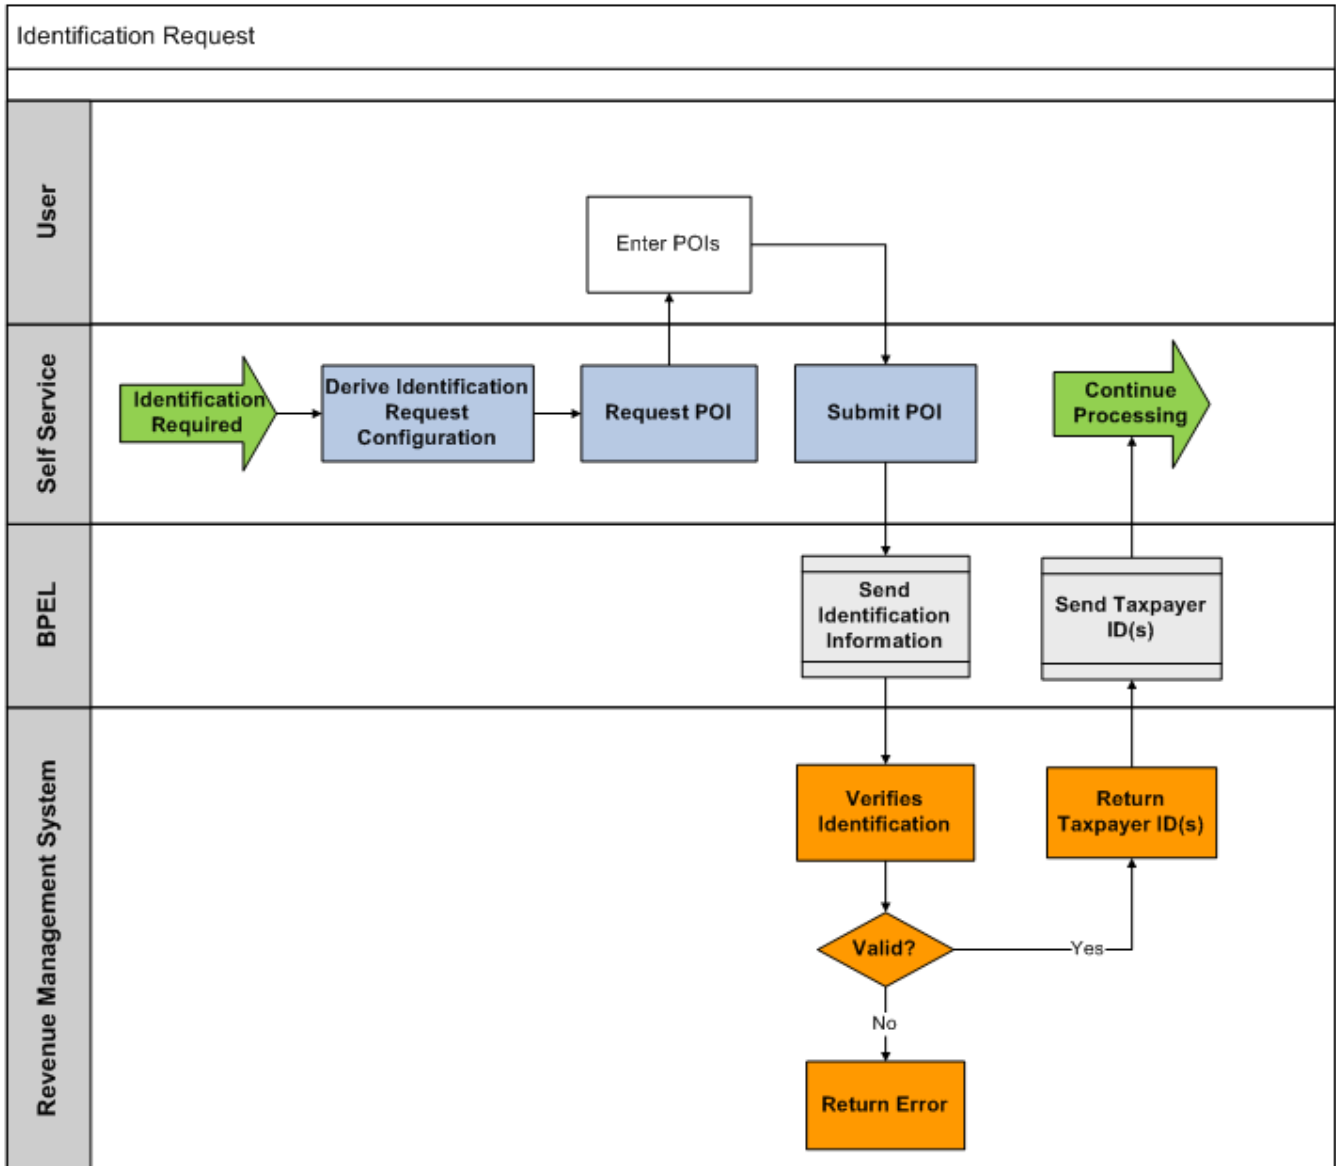 Identification Request
User
Enter POIs
Self Service
Identification
Required
Derive Identification
Request
Configuration
Request POI
Submit POI
Continue
Processing
BPEL
Send
Identification
Information
Send Taxpayer
ID(s)
Revenue Management System
Verifies
Identification
Return
Taxpayer ID(s)
Valid?
Yes
No
Return Error